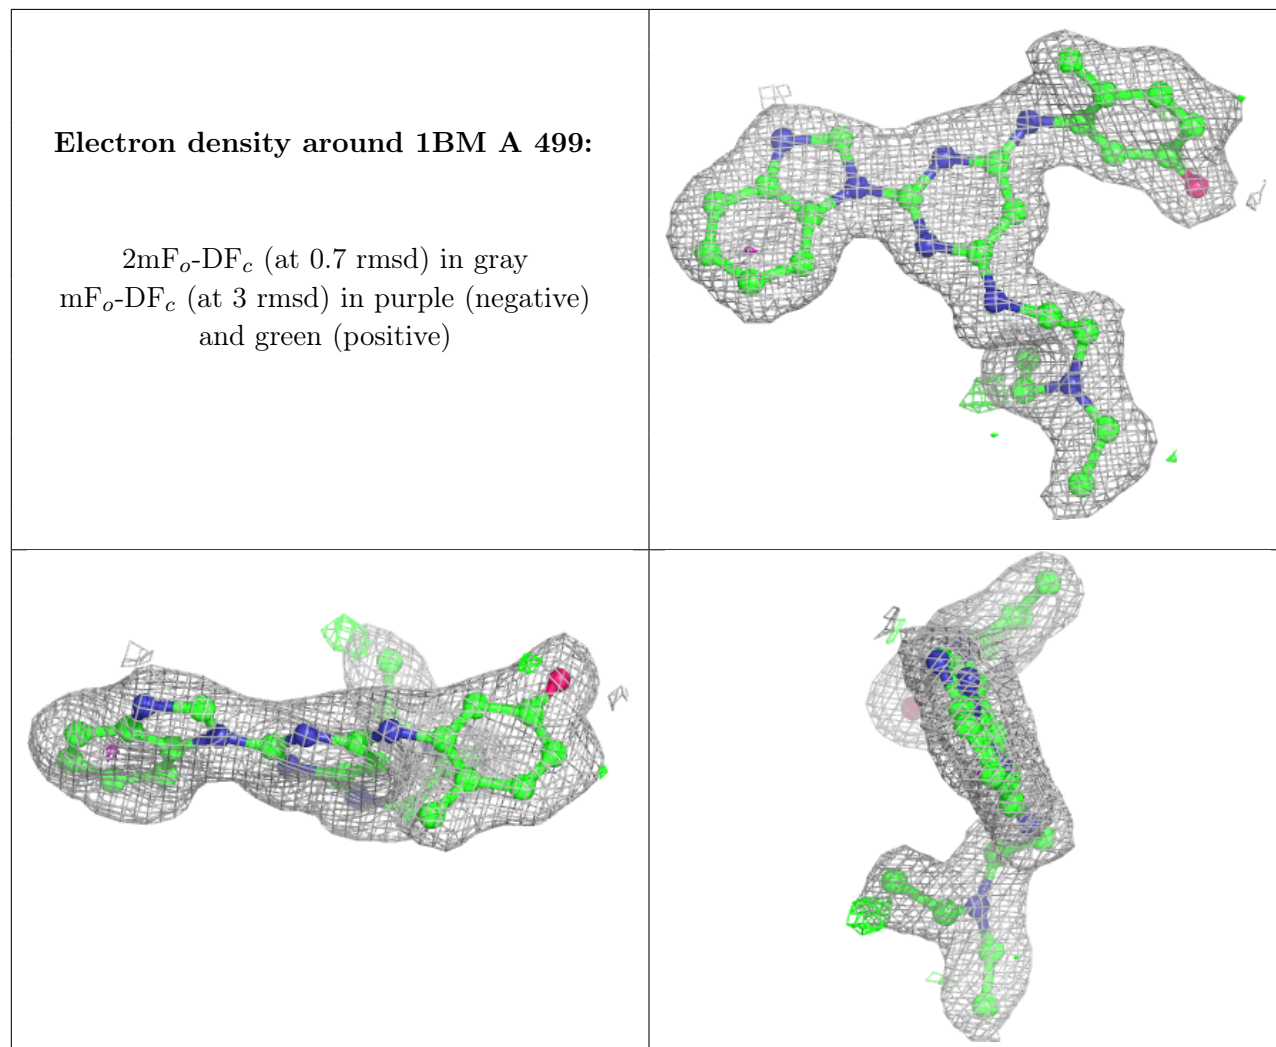 Electron density around 1BM A 499:
2mFo-DFc (at 0.7 rmsd) in gray
mFo-DFc (at 3 rmsd) in purple (negative)
and green (positive)